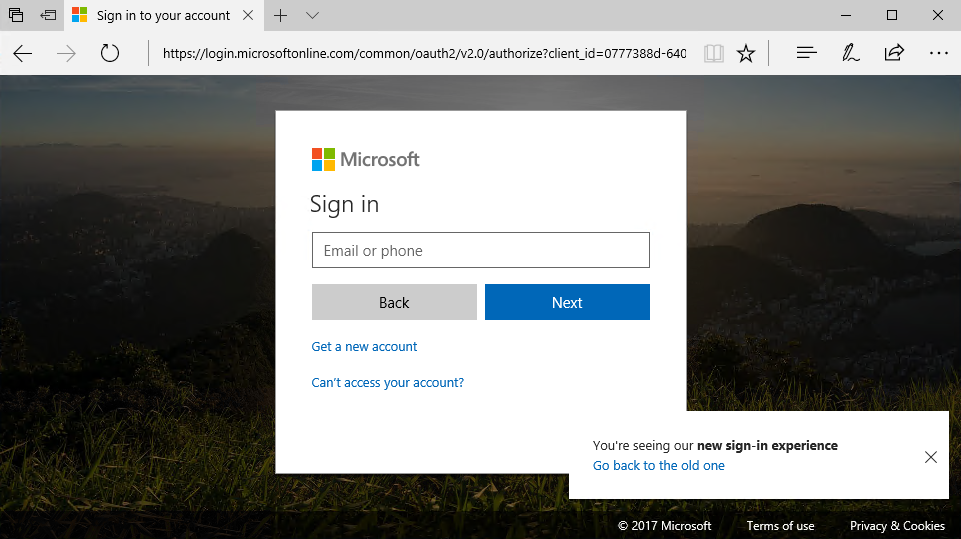 Sign in to your account
https://login.microsoftonline.com/common/oauth2/v2.0/authorize?client_id=0777388d-640
Microsoft
Sign in
Email or phone
Back Next
Get a new account
Can't access your account?
You're seeing our new sign-in experience
Go back to the old one
© 2017 Microsoft Terms of use Privacy & Cookies